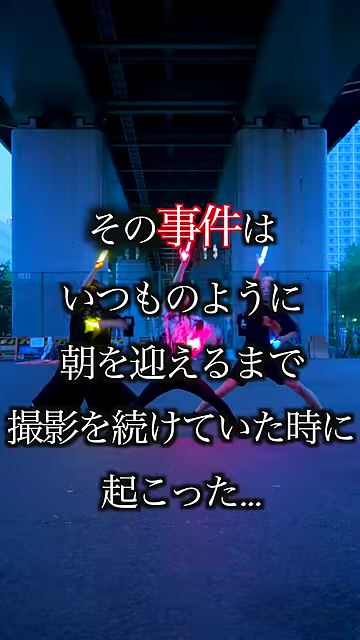 その事件は
いつものように
朝を迎えるまで
撮影を続けていた時に
起こった...